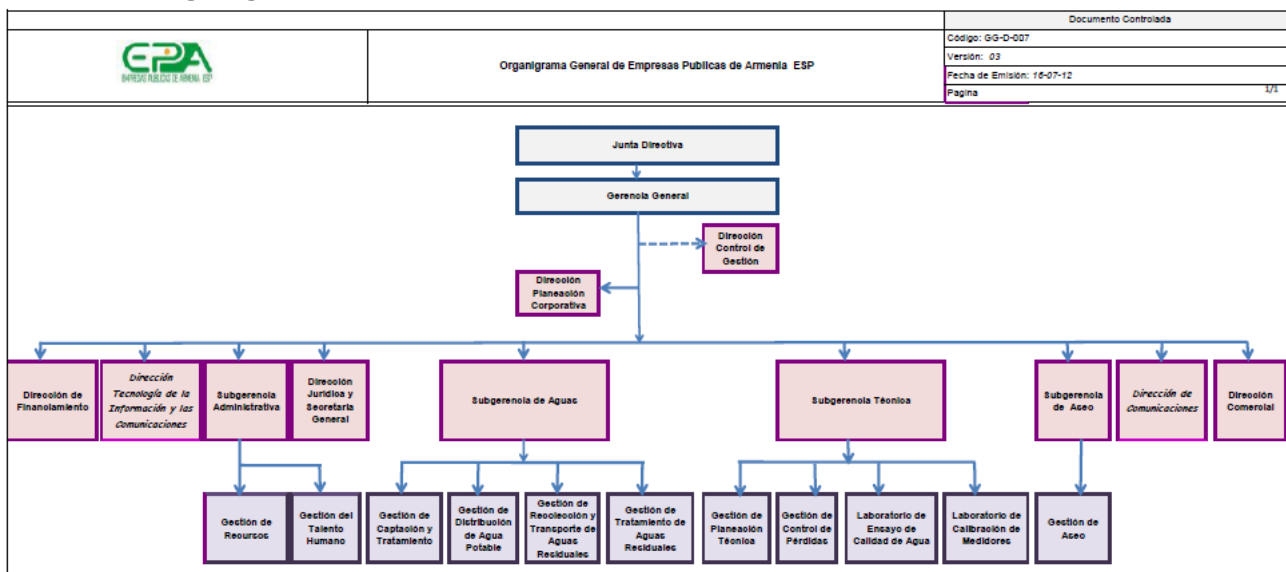 Documento Controlada
Código: GG-D-007
Versión: 03
Fecha de Emisión: 16-07-12
Pagina 1/1
EPA
EMPRESAS PUBLICAS DE ARMENIA ESP
Organigrama General de Empresas Publicas de Armenia ESP
Junta Directiva
Gerencia General
Dirección
Control de
Gestión
Dirección
Planeación
Corporativa
Dirección de
Financiamiento
Dirección
Tecnología de la
Información y las
Comunicaciones
Subgerencia
Administrativa
Dirección
Jurídica y
Secretaria
General
Subgerencia de Aguas
Subgerencia Técnica
Subgerencia
de Aseo
Dirección de
Comunicaciones
Dirección
Comercial
Gestión de
Recursos
Gestión del
Talento
Humano
Gestión de
Captación y
Tratamiento
Gestión de
Distribución
de Agua
Potable
Gestión de
Recolección y
Transporte de
Aguas
Residuales
Gestión de
Tratamiento de
Aguas
Residuales
Gestión de
Planeación
Técnica
Gestión de
Control de
Pérdidas
Laboratorio de
Ensayo de
Calidad de Agua
Laboratorio de
Calibración de
Medidores
Gestión de
Aseo